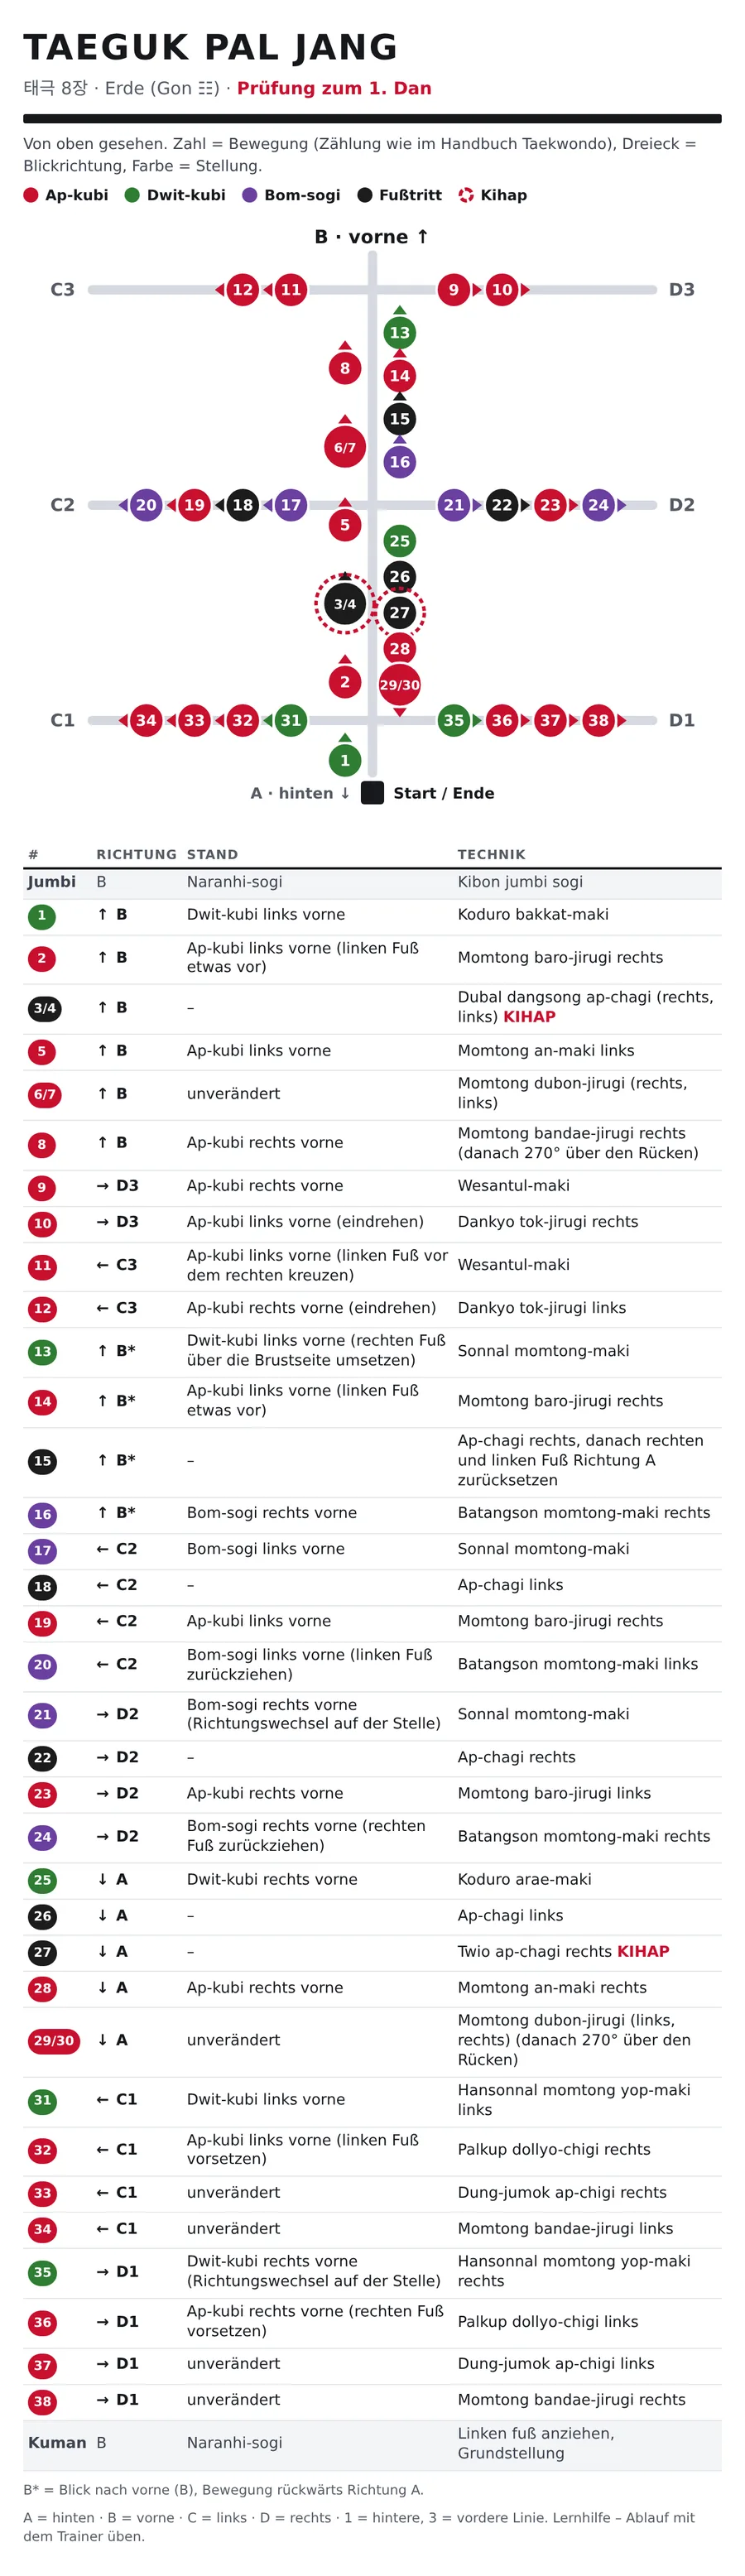 TAEGUK PAL JANG
태극 8장 · Erde (Gon ☷) · Prüfung zum 1. Dan
Von oben gesehen. Zahl = Bewegung (Zählung wie im Handbuch Taekwondo), Dreieck =
Blickrichtung, Farbe = Stellung.
Ap-kubi Dwit-kubi Bom-sogi Fußtritt Kihap
B · vorne ↑
C3 12 11 9 10 D3
13
8 14
15
6/7
16
C2 20 19 18 17 21 22 23 24 D2
5
25
26
3/4 27
28
2 29/30
C1 34 33 32 31 35 36 37 38 D1
1
A · hinten ↓ Start / Ende
# RICHTUNG STAND TECHNIK
Jumbi B Naranhi-sogi Kibon jumbi sogi
1 ↑ B Dwit-kubi links vorne Koduro bakkat-maki
2 ↑ B Ap-kubi links vorne (linken Fuß
etwas vor) Momtong baro-jirugi rechts
3/4 ↑ B – Dubal dangsong ap-chagi (rechts,
links) KIHAP
5 ↑ B Ap-kubi links vorne Momtong an-maki links
6/7 ↑ B unverändert Momtong dubon-jirugi (rechts,
links)
8 ↑ B Ap-kubi rechts vorne Momtong bandae-jirugi rechts
(danach 270° über den Rücken)
9 → D3 Ap-kubi rechts vorne Wesantul-maki
10 → D3 Ap-kubi links vorne (eindrehen) Dankyo tok-jirugi rechts
11 ← C3 Ap-kubi links vorne (linken Fuß vor
dem rechten kreuzen) Wesantul-maki
12 ← C3 Ap-kubi rechts vorne (eindrehen) Dankyo tok-jirugi links
13 ↑ B* Dwit-kubi links vorne (rechten Fuß
über die Brustseite umsetzen) Sonnal momtong-maki
14 ↑ B* Ap-kubi links vorne (linken Fuß
etwas vor) Momtong baro-jirugi rechts
15 ↑ B* – Ap-chagi rechts, danach rechten
und linken Fuß Richtung A
zurücksetzen
16 ↑ B* Bom-sogi rechts vorne Batangson momtong-maki rechts
17 ← C2 Bom-sogi links vorne Sonnal momtong-maki
18 ← C2 – Ap-chagi links
19 ← C2 Ap-kubi links vorne Momtong baro-jirugi rechts
20 ← C2 Bom-sogi links vorne (linken Fuß
zurückziehen) Batangson momtong-maki links
21 → D2 Bom-sogi rechts vorne
(Richtungswechsel auf der Stelle) Sonnal momtong-maki
22 → D2 – Ap-chagi rechts
23 → D2 Ap-kubi rechts vorne Momtong baro-jirugi links
24 → D2 Bom-sogi rechts vorne (rechten
Fuß zurückziehen) Batangson momtong-maki rechts
25 ↓ A Dwit-kubi rechts vorne Koduro arae-maki
26 ↓ A – Ap-chagi links
27 ↓ A – Twio ap-chagi rechts KIHAP
28 ↓ A Ap-kubi rechts vorne Momtong an-maki rechts
29/30 ↓ A unverändert Momtong dubon-jirugi (links,
rechts) (danach 270° über den
Rücken)
31 ← C1 Dwit-kubi links vorne Hansonnal momtong yop-maki
links
32 ← C1 Ap-kubi links vorne (linken Fuß
vorsetzen) Palkup dollyo-chigi rechts
33 ← C1 unverändert Dung-jumok ap-chigi rechts
34 ← C1 unverändert Momtong bandae-jirugi links
35 → D1 Dwit-kubi rechts vorne
(Richtungswechsel auf der Stelle) Hansonnal momtong yop-maki
rechts
36 → D1 Ap-kubi rechts vorne (rechten Fuß
vorsetzen) Palkup dollyo-chigi links
37 → D1 unverändert Dung-jumok ap-chigi links
38 → D1 unverändert Momtong bandae-jirugi rechts
Kuman B Naranhi-sogi Linken fuß anziehen,
Grundstellung
B* = Blick nach vorne (B), Bewegung rückwärts Richtung A.
A = hinten · B = vorne · C = links · D = rechts · 1 = hintere, 3 = vordere Linie. Lernhilfe – Ablauf mit
dem Trainer üben.